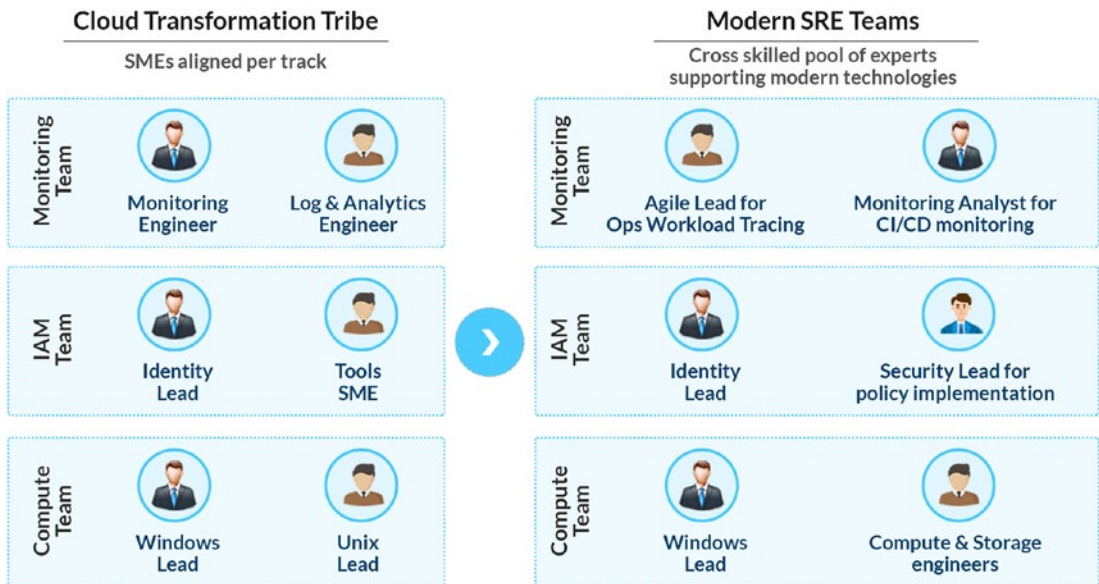 Cloud Transformation Tribe
SMEs aligned per track
Monitoring
Team
Monitoring
Engineer
Log & Analytics
Engineer
IAM
Team
Identity
Lead
Tools
SME
Compute
Team
Windows
Lead
Unix
Lead
Modern SRE Teams
Cross skilled pool of experts
supporting modern technologies
Monitoring
Team
Agile Lead for
Ops Workload Tracing
Monitoring Analyst for
CI/CD monitoring
IAM
Team
Identity
Lead
Security Lead for
policy implementation
Compute
Team
Windows
Lead
Compute & Storage
engineers